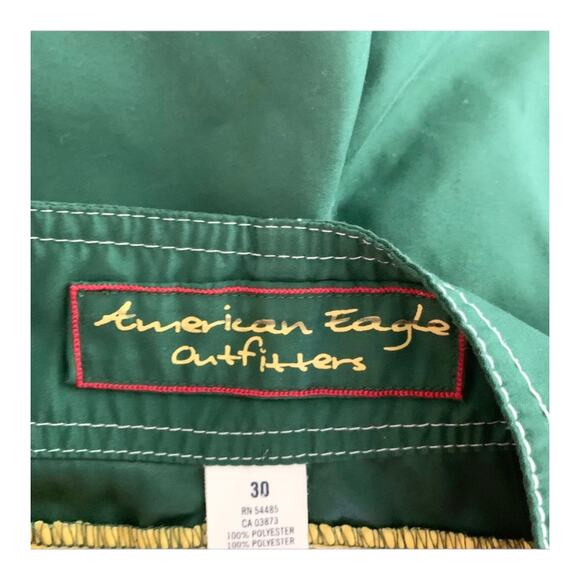 American Eagle
Outfitters
30
RN 54485
CA 03873
100% POLYESTER
100% POLYESTER